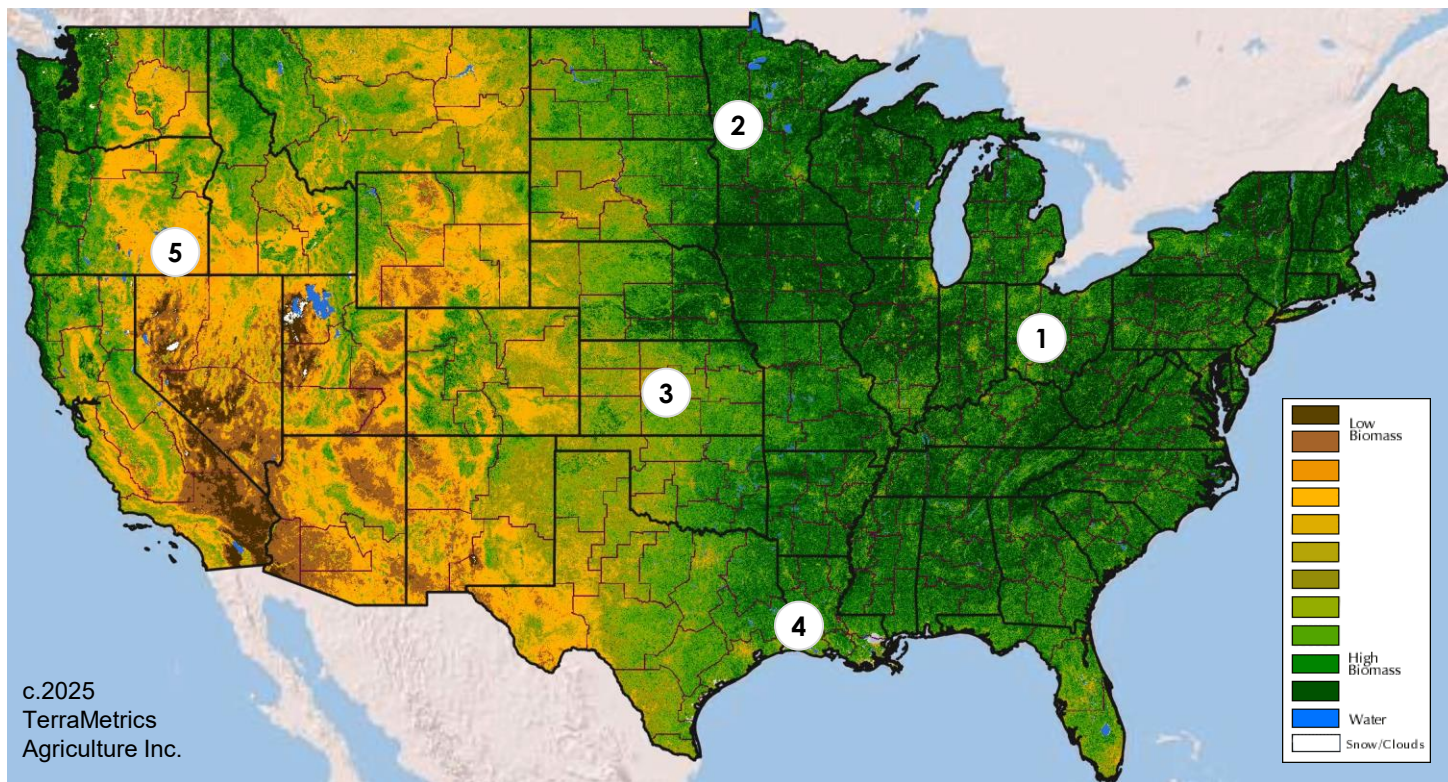 2
5
1
3
4
Low
Biomass
High
Biomass
Water
Snow/Clouds
c.2025
TerraMetrics
Agriculture Inc.